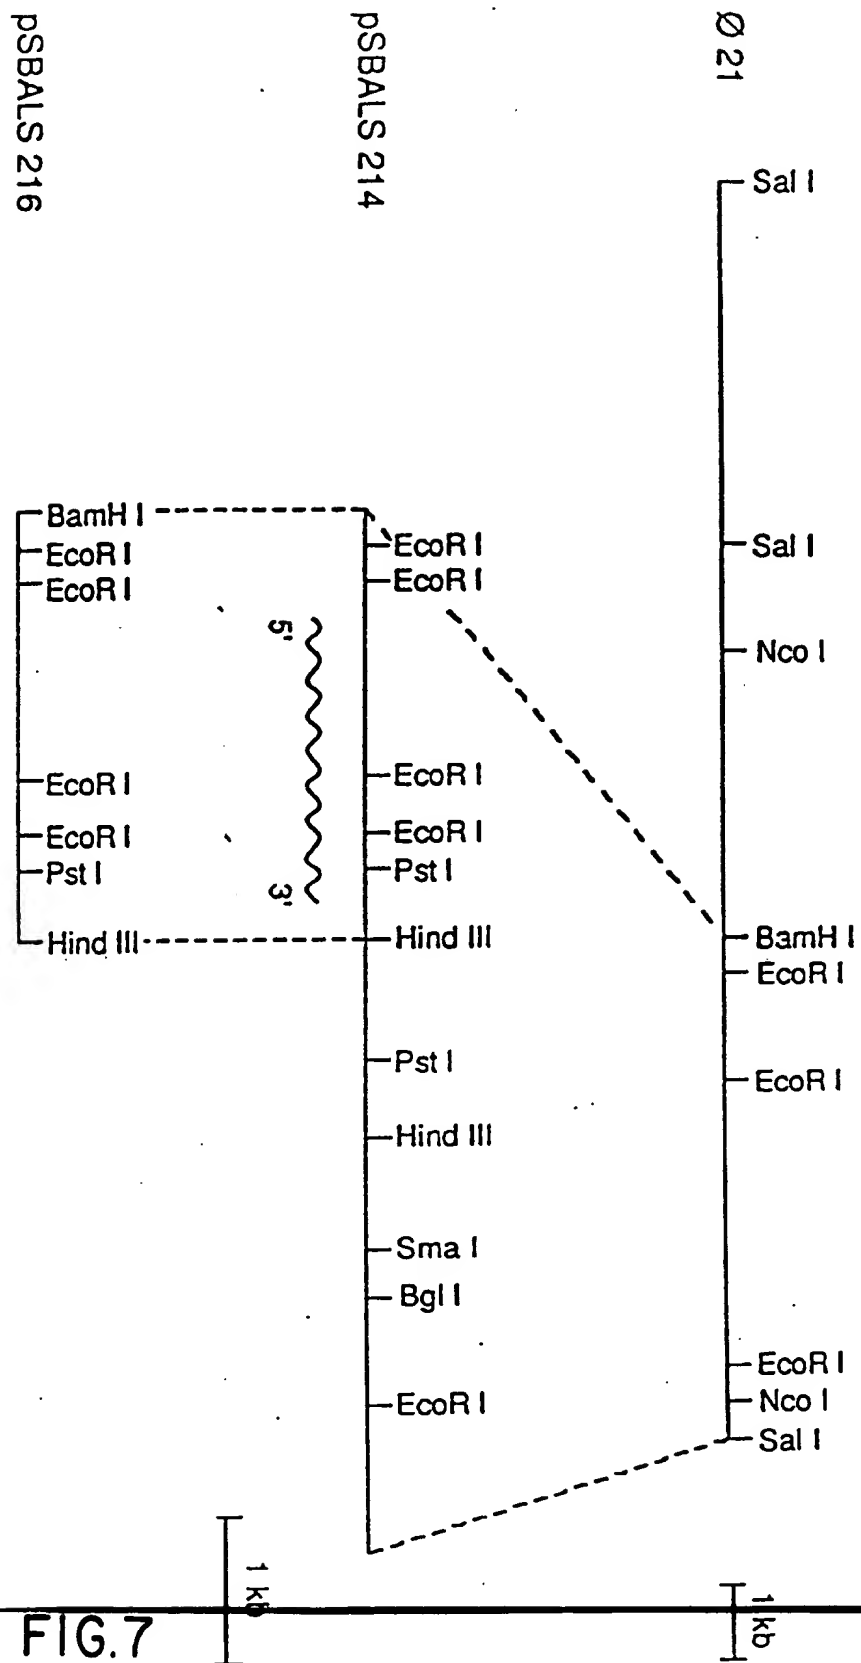 Ø 21
Sal I
Sal I
Nco I
BamH I
EcoR I
EcoR I
EcoR I
Nco I
Sal I
1 kb
pSBALS 214
EcoR I
EcoR I
EcoR I
EcoR I
Pst I
Hind III
Pst I
Hind III
Sma I
Bgl I
EcoR I
5'
3'
1 kb
pSBALS 216
BamH I
EcoR I
EcoR I
EcoR I
EcoR I
Pst I
Hind III
FIG.7